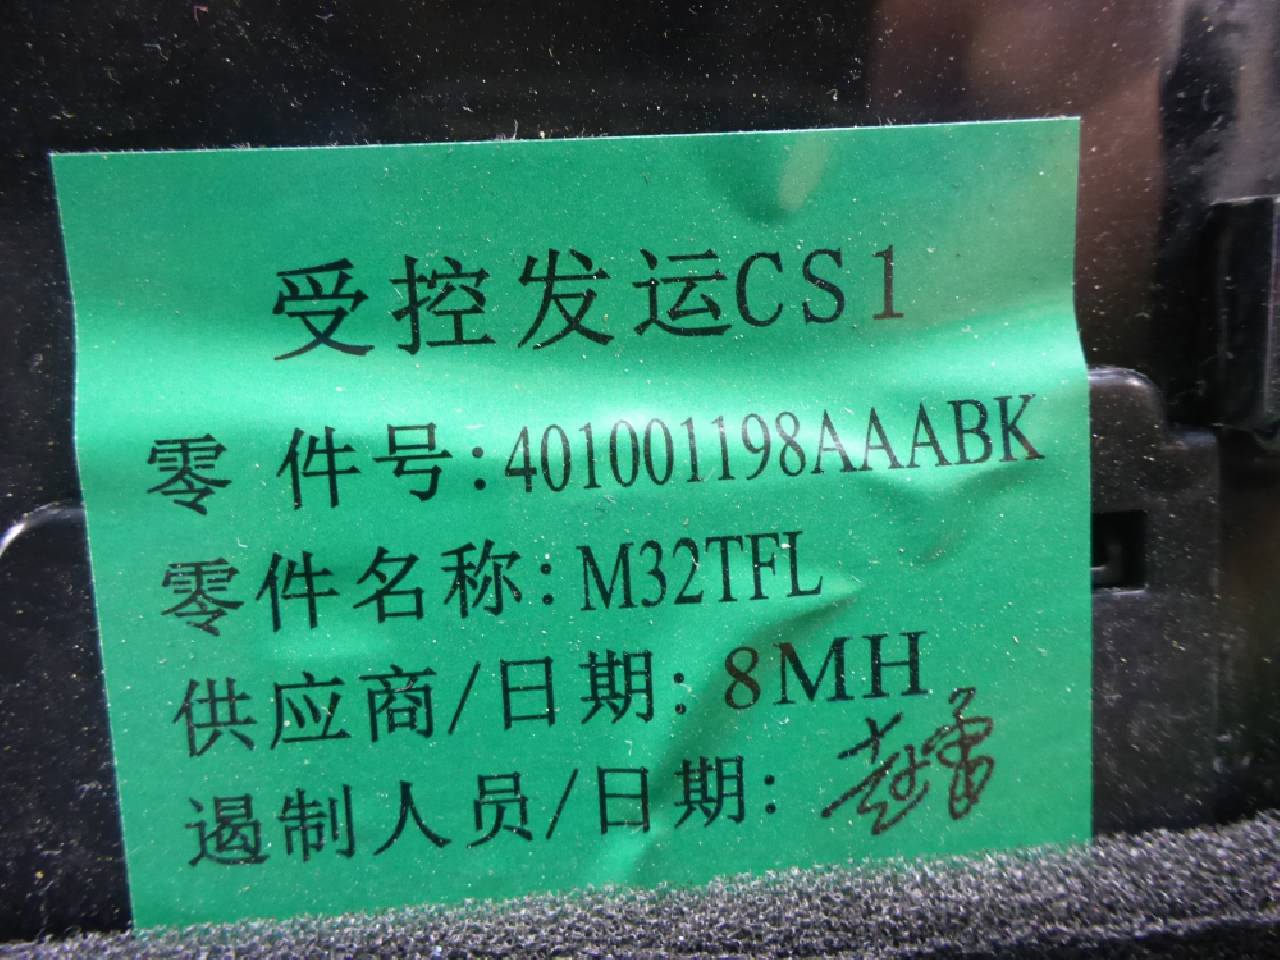 受控发运CS1
零件号:401001198AAABK
零件名称:M32TFL
供应商/日期:8MH
遏制人员/日期: